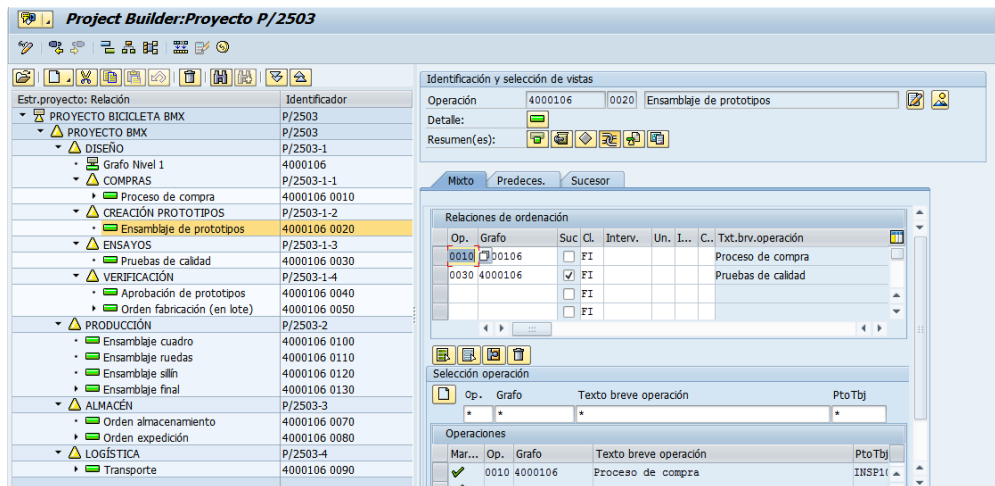 Project Builder:Proyecto P/2503
Estr.proyecto: Relación Identificador
PROYECTO BICICLETA BMX P/2503
PROYECTO BMX P/2503
DISEÑO P/2503-1
Grafo Nivel 1 4000106
COMPRAS P/2503-1-1
Proceso de compra 4000106 0010
CREACIÓN PROTOTIPOS P/2503-1-2
Ensamblaje de prototipos 4000106 0020
ENSAYOS P/2503-1-3
Pruebas de calidad 4000106 0030
VERIFICACIÓN P/2503-1-4
Aprobación de prototipos 4000106 0040
Orden fabricación (en lote) 4000106 0050
PRODUCCIÓN P/2503-2
Ensamblaje cuadro 4000106 0100
Ensamblaje ruedas 4000106 0110
Ensamblaje sillín 4000106 0120
Ensamblaje final 4000106 0130
ALMACÉN P/2503-3
Orden almacenamiento 4000106 0070
Orden expedición 4000106 0080
LOGÍSTICA P/2503-4
Transporte 4000106 0090
Identificación y selección de vistas
Operación 4000106 0020 Ensamblaje de prototipos
Detalle:
Resumen(es):
Mixto Predeces. Sucesor
Relaciones de ordenación
Op. Grafo Suc Cl. Interv. Un. I... C.. Txt.brv.operación
0010 00106 FI Proceso de compra
0030 4000106 FI Pruebas de calidad
FI
FI
Selección operación
Op. Grafo Texto breve operación PtoTbj
* * * *
Operaciones
Mar... Op. Grafo Texto breve operación PtoTbj
0010 4000106 Proceso de compra INSP1